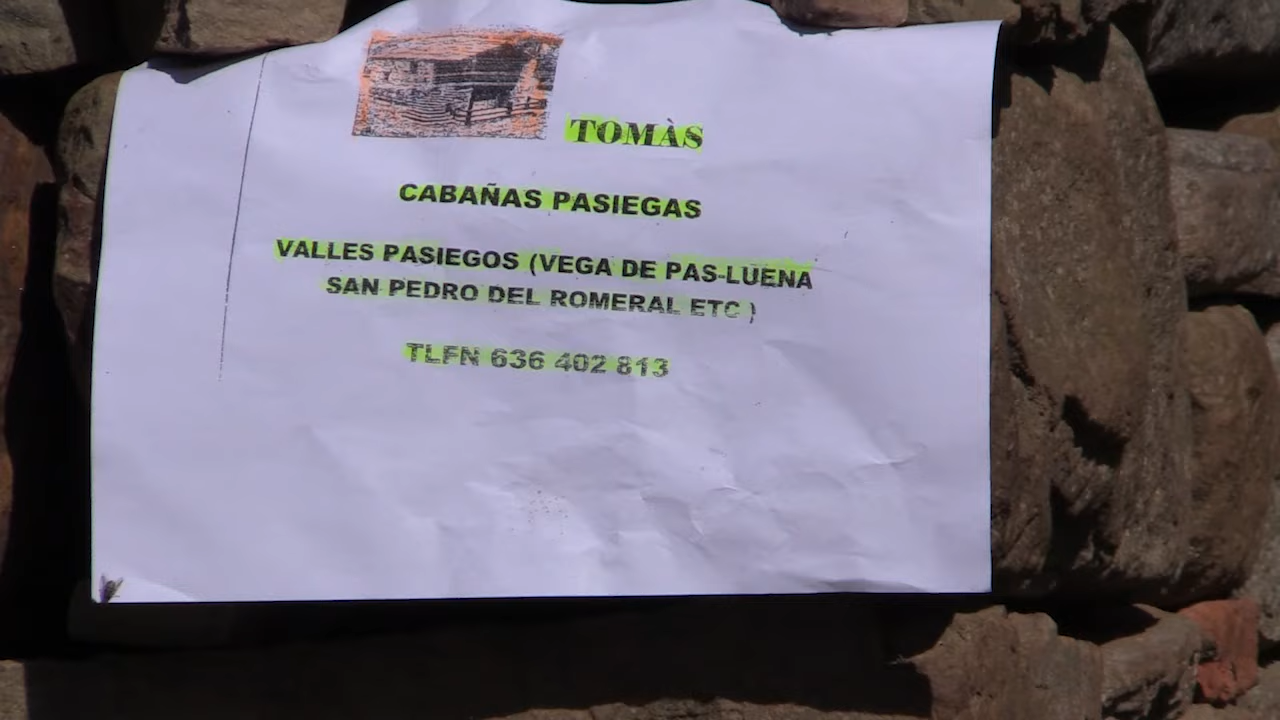 TOMÀS
CABAÑAS PASIEGAS
VALLES PASIEGOS (VEGA DE PAS-LUENA
SAN PEDRO DEL ROMERAL ETC )
TLFN 636 402 813